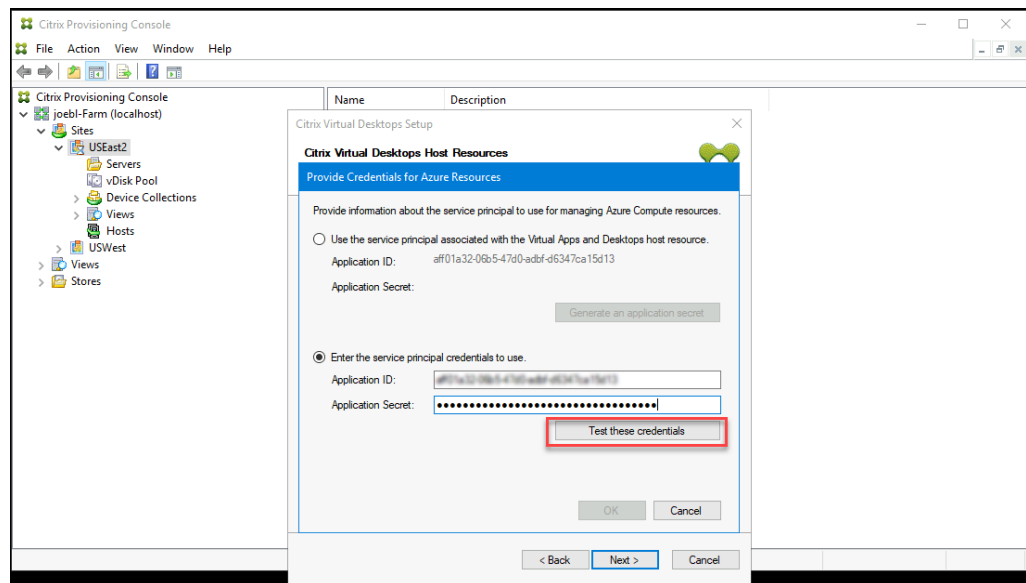 Citrix Provisioning Console
File Action View Window Help
Citrix Provisioning Console
joebl-Farm (localhost)
Sites
USEast2
Servers
vDisk Pool
Device Collections
Views
Hosts
USWest
Views
Stores
Name Description
Citrix Virtual Desktops Setup
Citrix Virtual Desktops Host Resources
Provide Credentials for Azure Resources
Provide information about the service principal to use for managing Azure Compute resources.
Use the service principal associated with the Virtual Apps and Desktops host resource.
Application ID: aff01a32-06b5-47d0-adbf-d6347ca15d13
Application Secret:
Generate an application secret
Enter the service principal credentials to use.
Application ID:
Application Secret:
Test these credentials
OK Cancel
< Back Next > Cancel